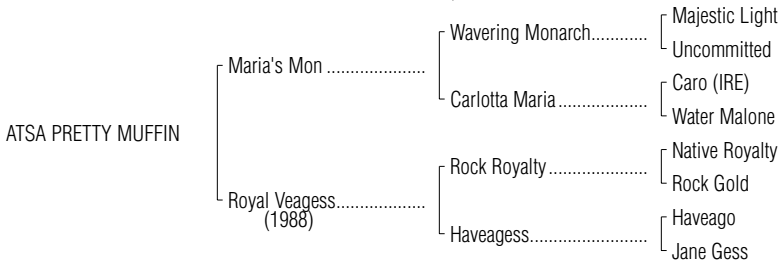 Majestic Light
Wavering Monarch............
Uncommitted
Maria's Mon ......................
Caro (IRE)
Carlotta Maria...................
Water Malone
ATSA PRETTY MUFFIN
Native Royalty
Rock Royalty.....................
Rock Gold
Royal Veagess...................
(1988)
Haveago
Haveagess.........................
Jane Gess